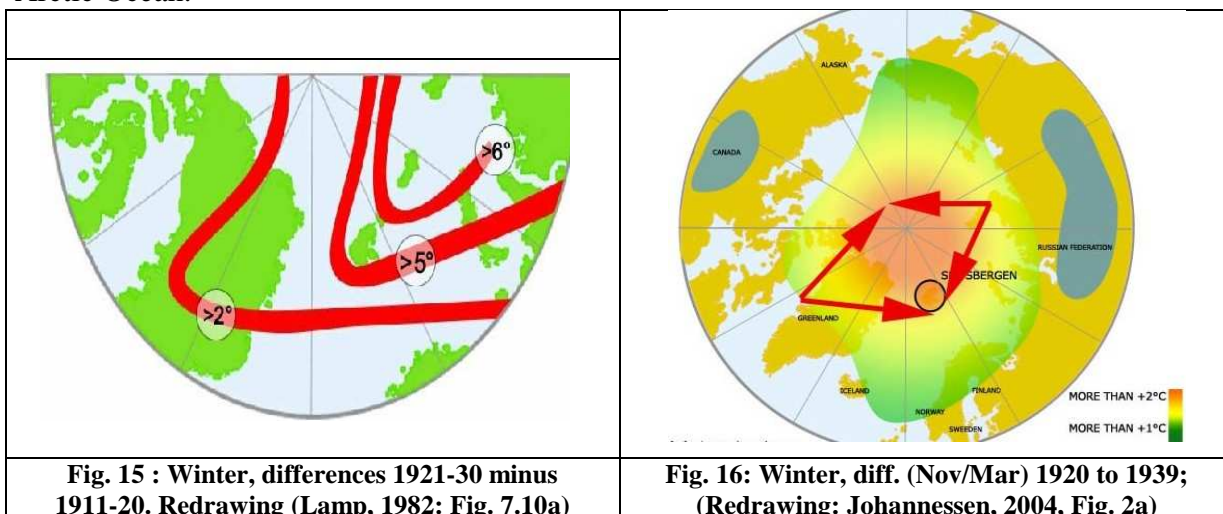 Arctic Ocean.
>6°
>5°
>2°
ALASKA
CANADA
RUSSIAN FEDERATION
GREENLAND
ICELAND
NORWAY
SWEDEN
FINLAND
MORE THAN +2°C
MORE THAN +1°C
Fig. 15 : Winter, differences 1921-30 minus
1911-20. Redrawing (Lamp, 1982: Fig. 7.10a)
Fig. 16: Winter, diff. (Nov/Mar) 1920 to 1939;
(Redrawing: Johannessen, 2004, Fig. 2a)